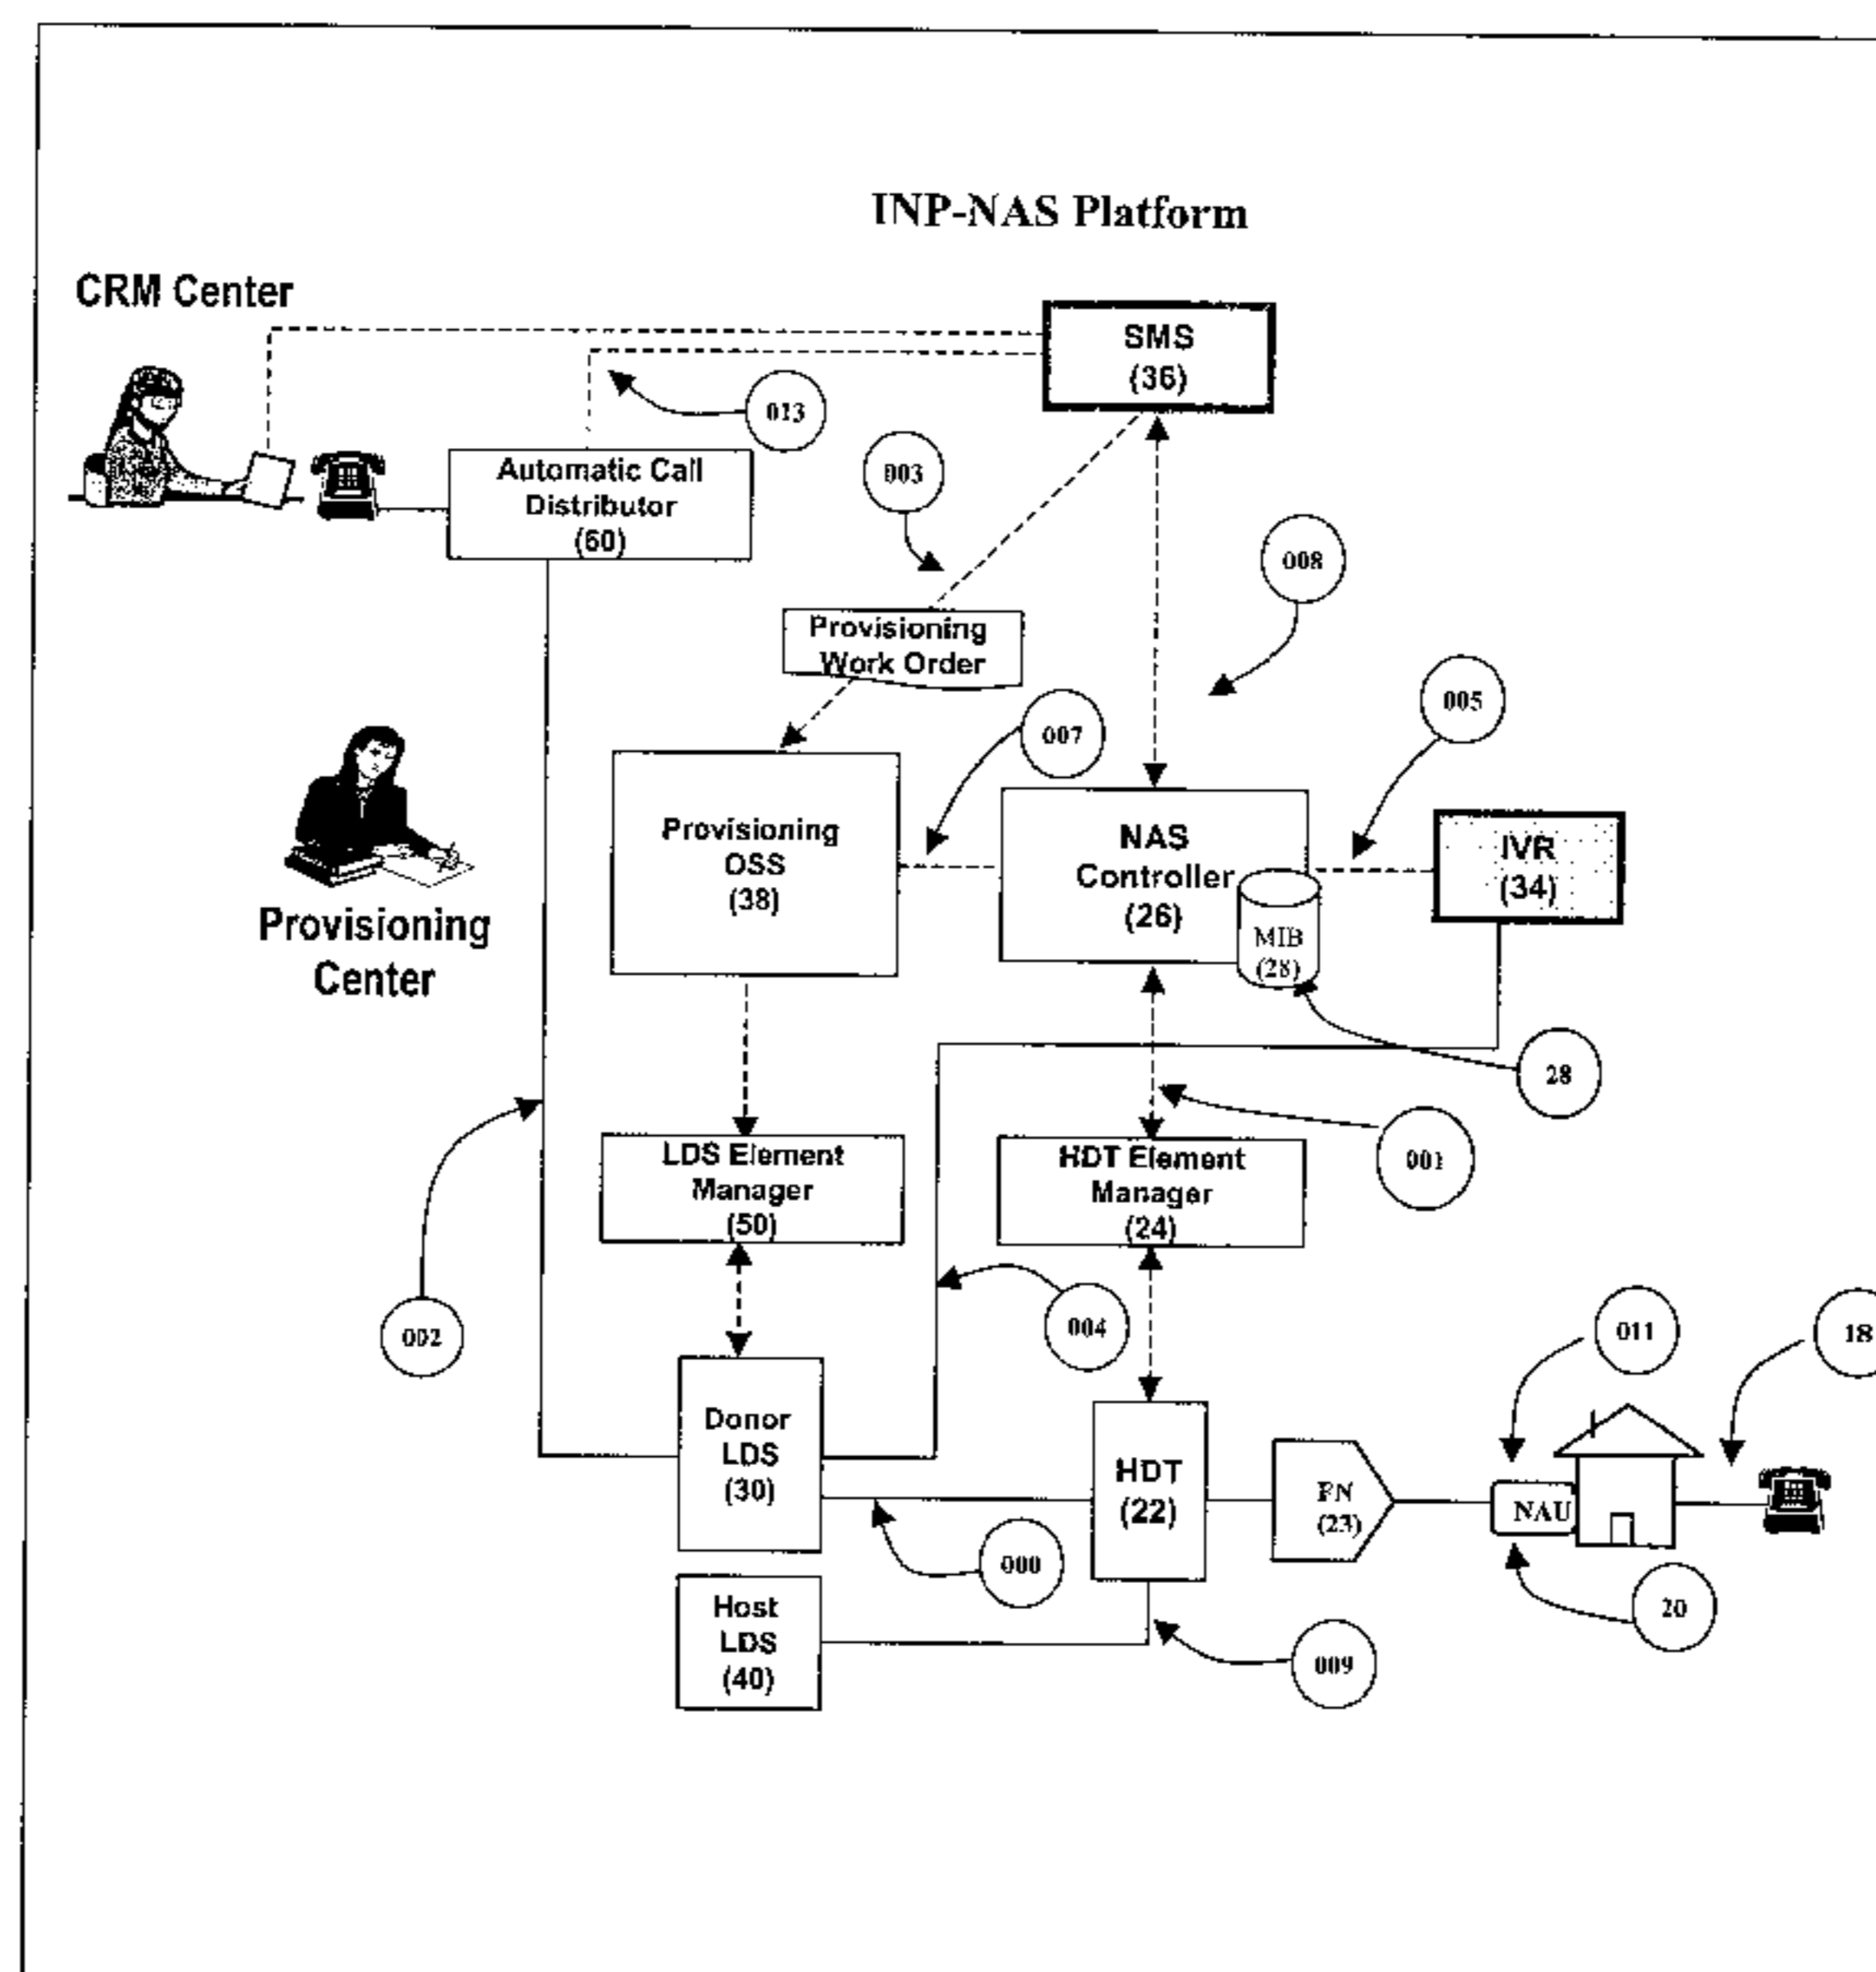 INP-NAS Platform
CRM Center
SMS
(36)
013
Automatic Call
Distributor
(60)
003
008
Provisioning
Work Order
005
007
Provisioning
OSS
(38)
NAS
Controller
(26)
MIB
(28)
IVR
(34)
Provisioning
Center
28
LDS Element
Manager
(50)
HDT Element
Manager
(24)
001
002
004
011
18
Donor
LDS
(30)
HDT
(22)
FN
(23)
NAU
000
20
Host
LDS
(40)
009